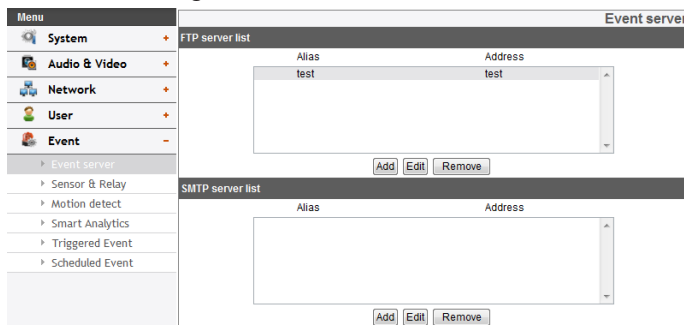 Menu
Event server
System +
Audio & Video +
Network +
User +
Event -
Event server
Sensor & Relay
Motion detect
Smart Analytics
Triggered Event
Scheduled Event
FTP server list
Alias Address
test test
Add Edit Remove
SMTP server list
Alias Address
Add Edit Remove